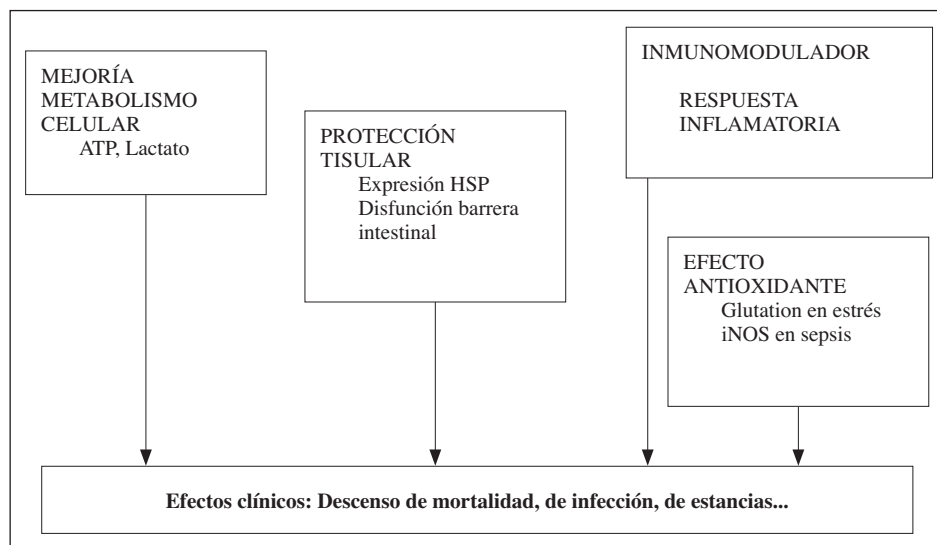 MEJORÍA
METABOLISMO
CELULAR
ATP, Lactato
PROTECCIÓN
TISULAR
Expresión HSP
Disfunción barrera
intestinal
INMUNOMODULADOR
RESPUESTA
INFLAMATORIA
EFECTO
ANTIOXIDANTE
Glutation en estrés
iNOS en sepsis
Efectos clínicos: Descenso de mortalidad, de infección, de estancias...